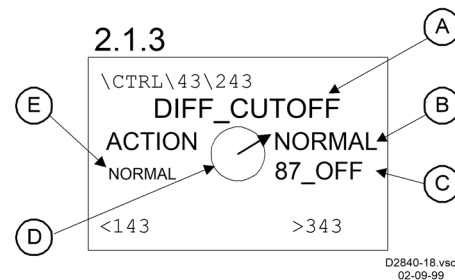 2.1.3
A
\CTRL\43\243
DIFF_CUTOFF
E
ACTION
NORMAL
B
NORMAL
87_OFF
C
D
<143 >343
D2840-18.vsd
02-09-99